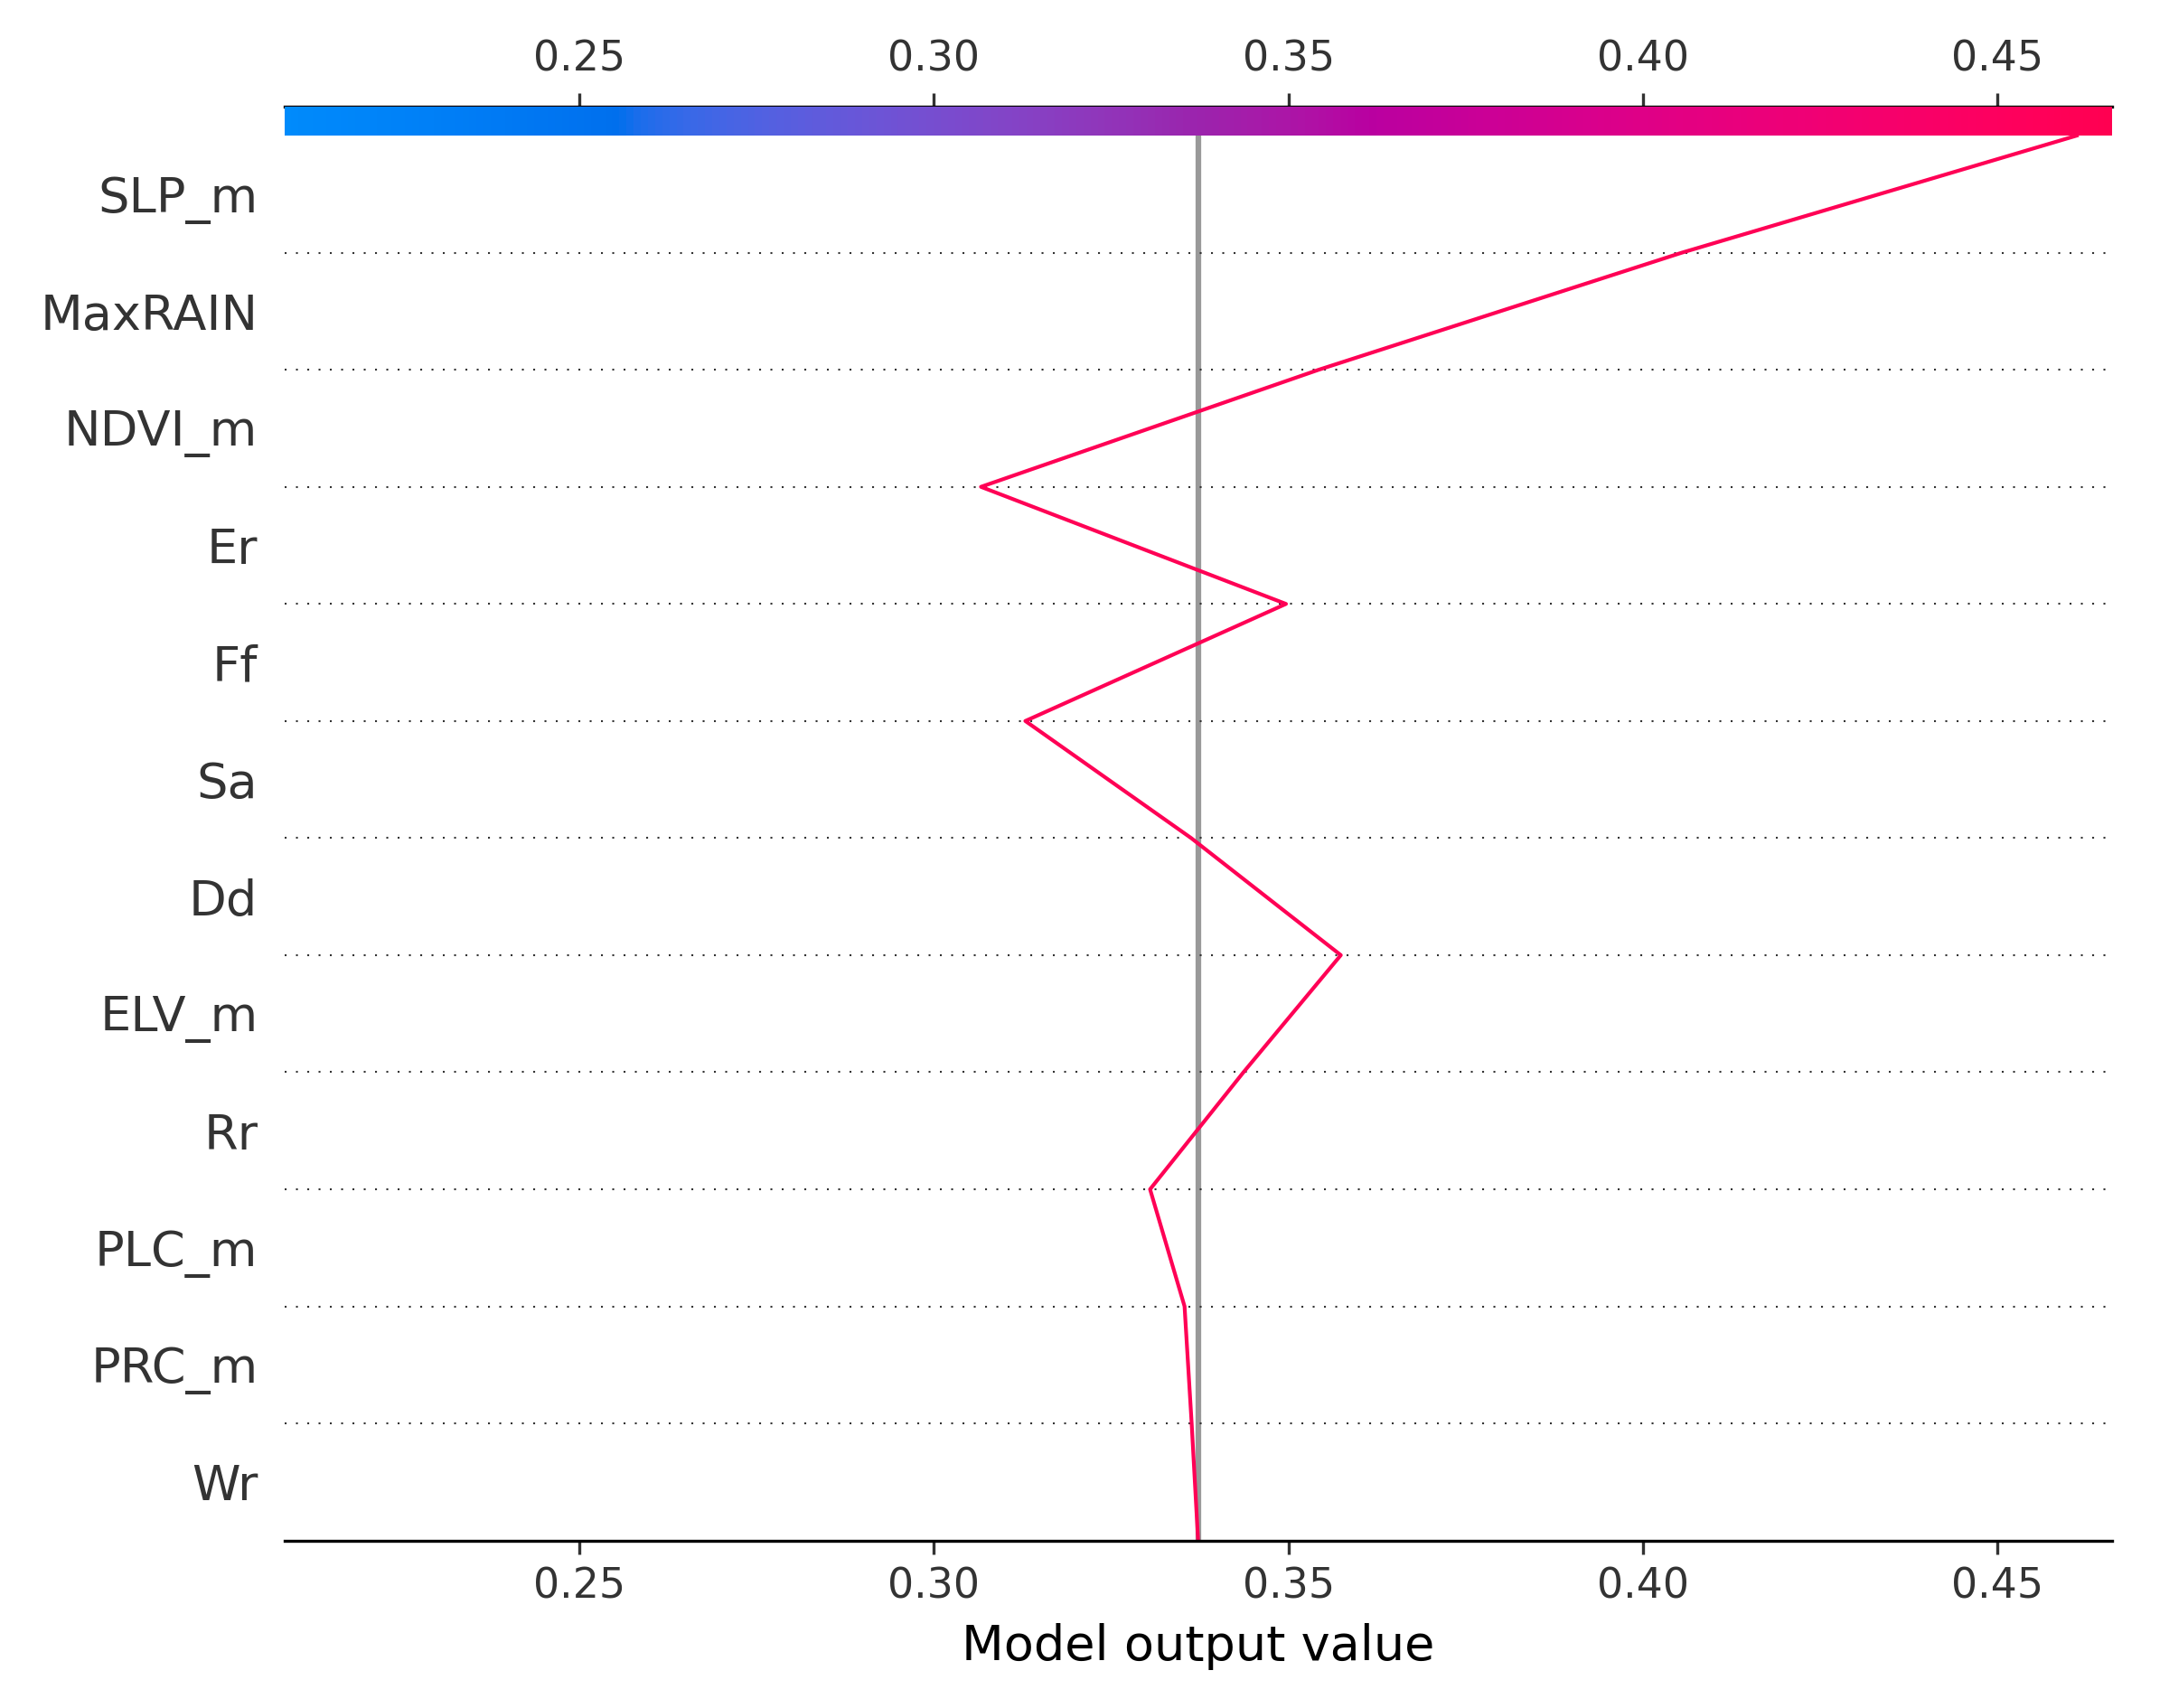 0.25 0.30 0.35 0.40 0.45
SLP_m
MaxRAIN
NDVI_m
Er
Ff
Sa
Dd
ELV_m
Rr
PLC_m
PRC_m
Wr
0.25 0.30 0.35 0.40 0.45
Model output value